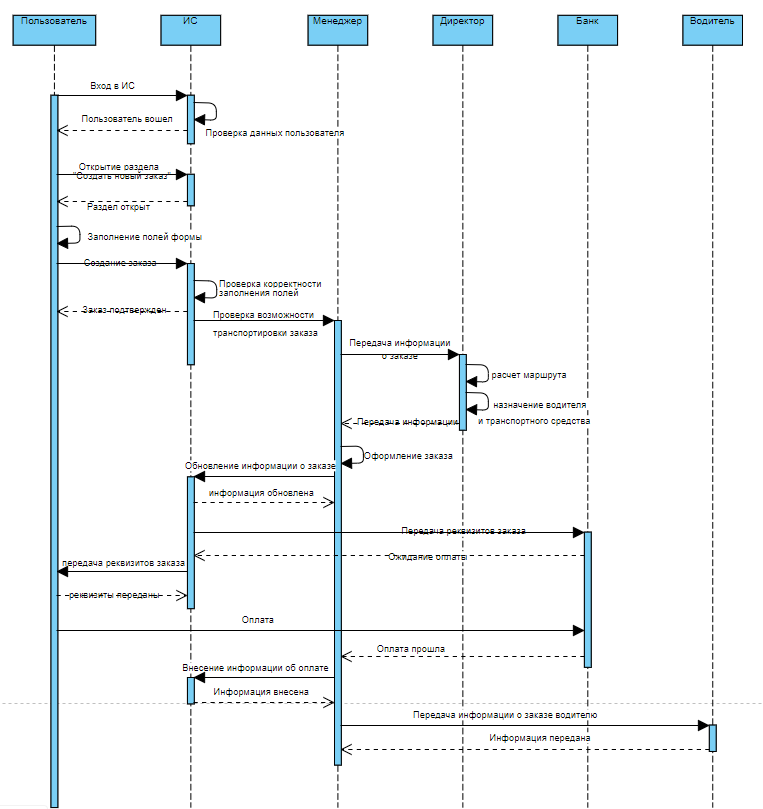 Пользователь
ИС
Менеджер
Директор
Банк
Водитель
Вход в ИС
Пользователь вошел
Проверка данных пользователя
Открытие раздела
"Создать новый заказ"
Раздел открыт
Заполнение полей формы
Создание заказа
Проверка корректности
заполнения полей
Заказ подтвержден
Проверка возможности
транспортировки заказа
Передача информации
о заказе
расчет маршрута
назначение водителя
и транспортного средства
Передача информации
Оформление заказа
Обновление информации о заказе
информация обновлена
Передача реквизитов заказа
Ожидание оплаты
передача реквизитов заказа
реквизиты переданы
Оплата
Оплата прошла
Внесение информации об оплате
Информация внесена
Передача информации о заказе водителю
Информация передана